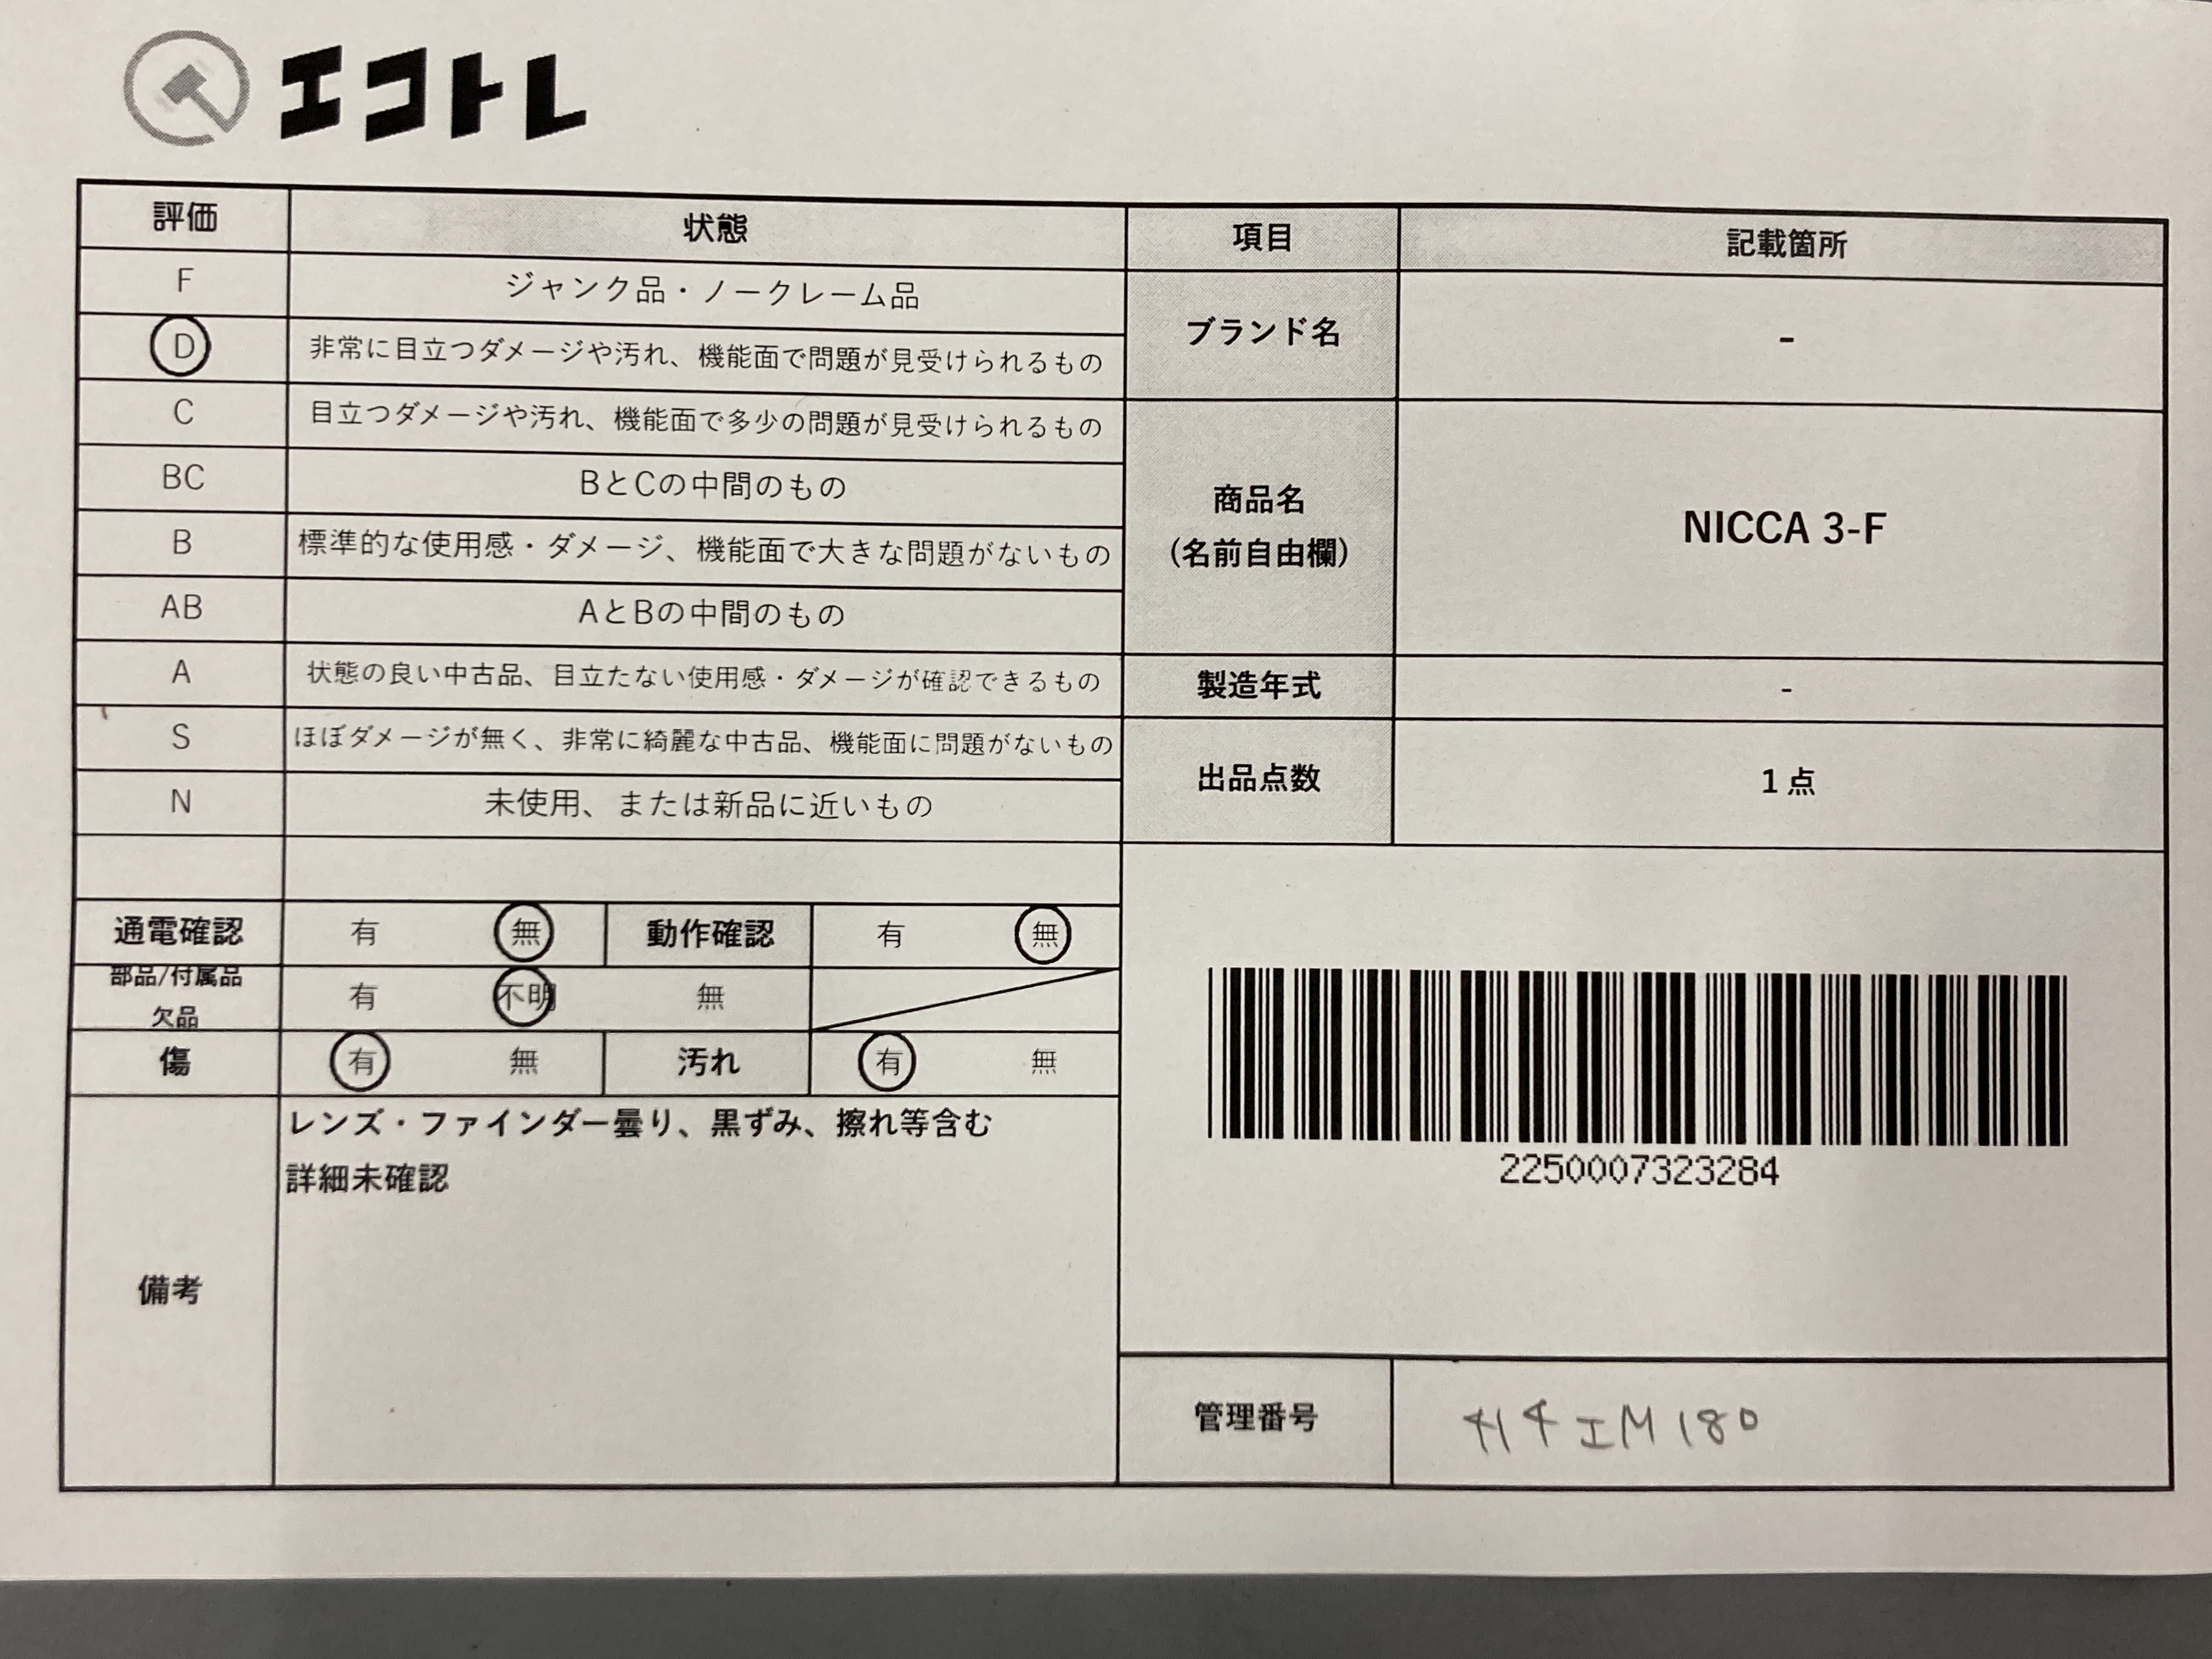 エコトレ
評価 状態 項目 記載箇所
F ジャンク品・ノークレーム品
D 非常に目立つダメージや汚れ、機能面で問題が見受けられるもの
C 目立つダメージや汚れ、機能面で多少の問題が見受けられるもの
BC BとCの中間のもの
B 標準的な使用感・ダメージ、機能面で大きな問題がないもの
AB AとBの中間のもの
A 状態の良い中古品、目立たない使用感・ダメージが確認できるもの
S ほぼダメージが無く、非常に綺麗な中古品、機能面に問題がないもの
N 未使用、または新品に近いもの
通電確認 有 無 動作確認 有 無
部品/付属品
欠品 有 不明 無
傷 有 無 汚れ 有 無
備考
レンズ・ファインダー曇り、黒ずみ、擦れ等含む
詳細未確認
ブランド名 -
商品名
(名前自由欄) NICCA 3-F
製造年式 -
出品点数 1点
2250007323284
管理番号
IM180